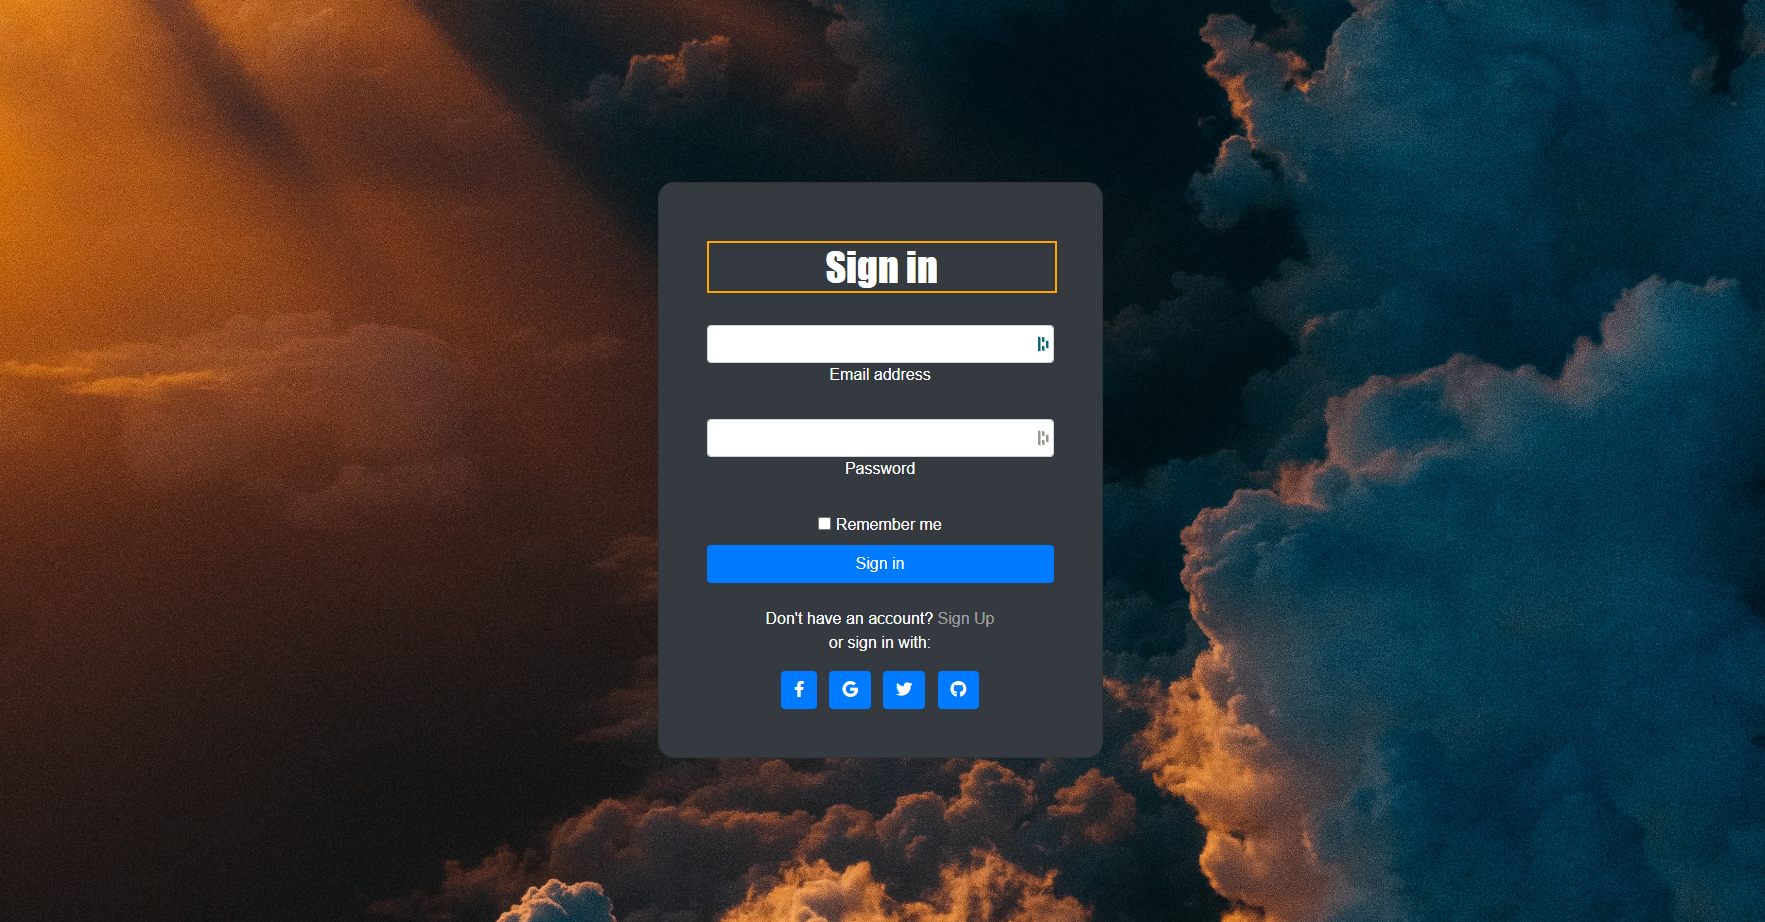 Sign in
Email address
Password
Remember me
Sign in
Don't have an account? Sign Up
or sign in with: